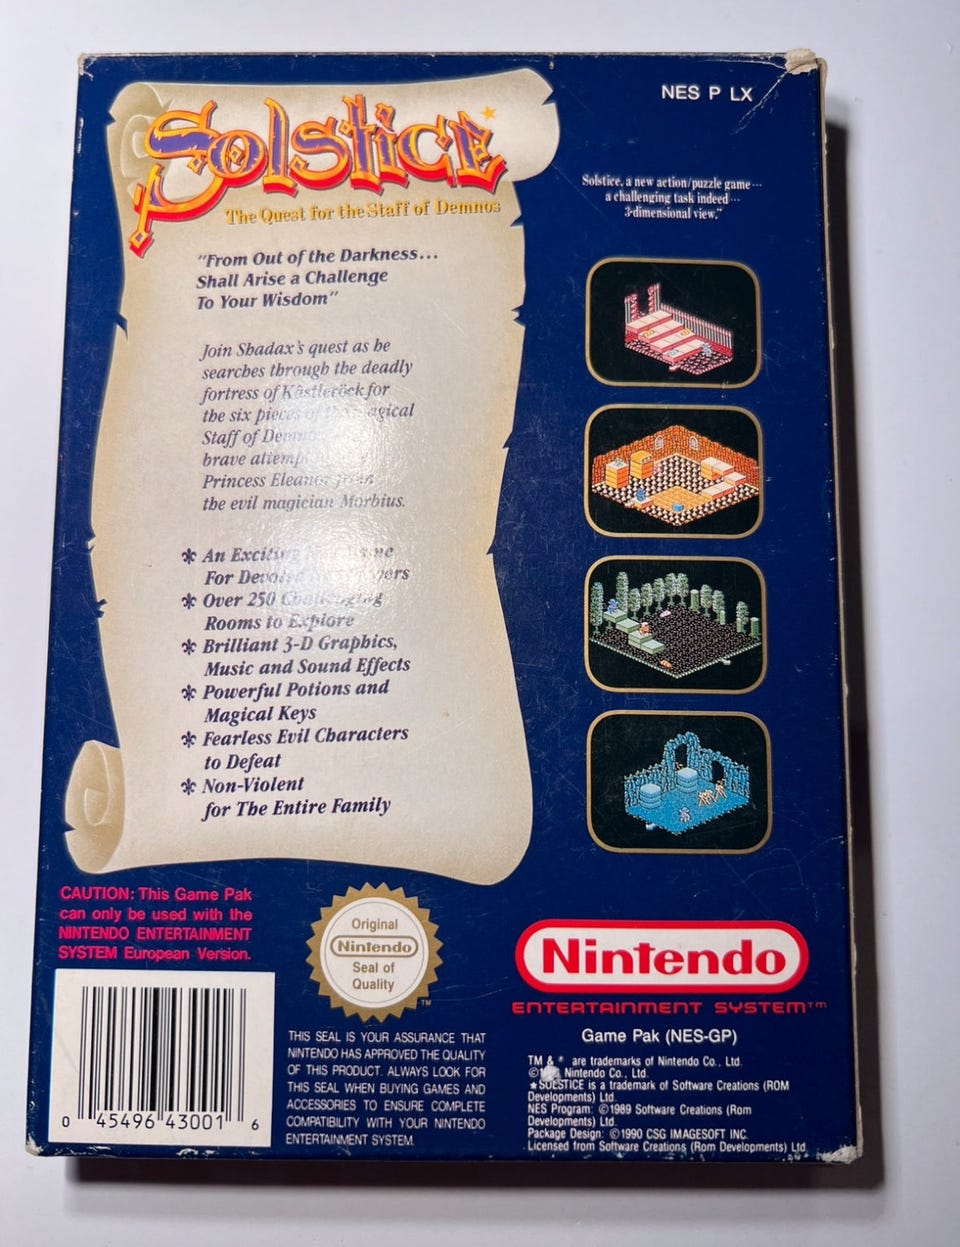 Solstice
The Quest for the Staff of Demnos
"From Out of the Darkness...
Shall Arise a Challenge
To Your Wisdom"
Join Shadax's quest as he
searches through the deadly
fortress of Kästleröck for
the six pieces of the magical
Staff of Demnos
brave attempt
Princess Eleanor from
the evil magician Morbius.
An Exciting New Game
For Devoted Players
Over 250 Challenging
Rooms to Explore
Brilliant 3-D Graphics,
Music and Sound Effects
Powerful Potions and
Magical Keys
Fearless Evil Characters
to Defeat
Non-Violent
for The Entire Family
NES P LX
Solstice, a new action/puzzle game...
a challenging task indeed...
3-dimensional view."
CAUTION: This Game Pak
can only be used with the
NINTENDO ENTERTAINMENT
SYSTEM European Version.
0 45496 43001 6
Original
Nintendo
Seal of
Quality
TM
THIS SEAL IS YOUR ASSURANCE THAT
NINTENDO HAS APPROVED THE QUALITY
OF THIS PRODUCT. ALWAYS LOOK FOR
THIS SEAL WHEN BUYING GAMES AND
ACCESSORIES TO ENSURE COMPLETE
COMPATIBILITY WITH YOUR NINTENDO
ENTERTAINMENT SYSTEM.
Nintendo
ENTERTAINMENT SYSTEM™
Game Pak (NES-GP)
TM & ® are trademarks of Nintendo Co., Ltd.
© Nintendo Co., Ltd.
★SOLSTICE is a trademark of Software Creations (ROM
Developments) Ltd.
NES Program: ©1989 Software Creations (Rom
Developments) Ltd.
Package Design: ©1990 CSG IMAGESOFT INC.
Licensed from Software Creations (Rom Developments) Ltd.